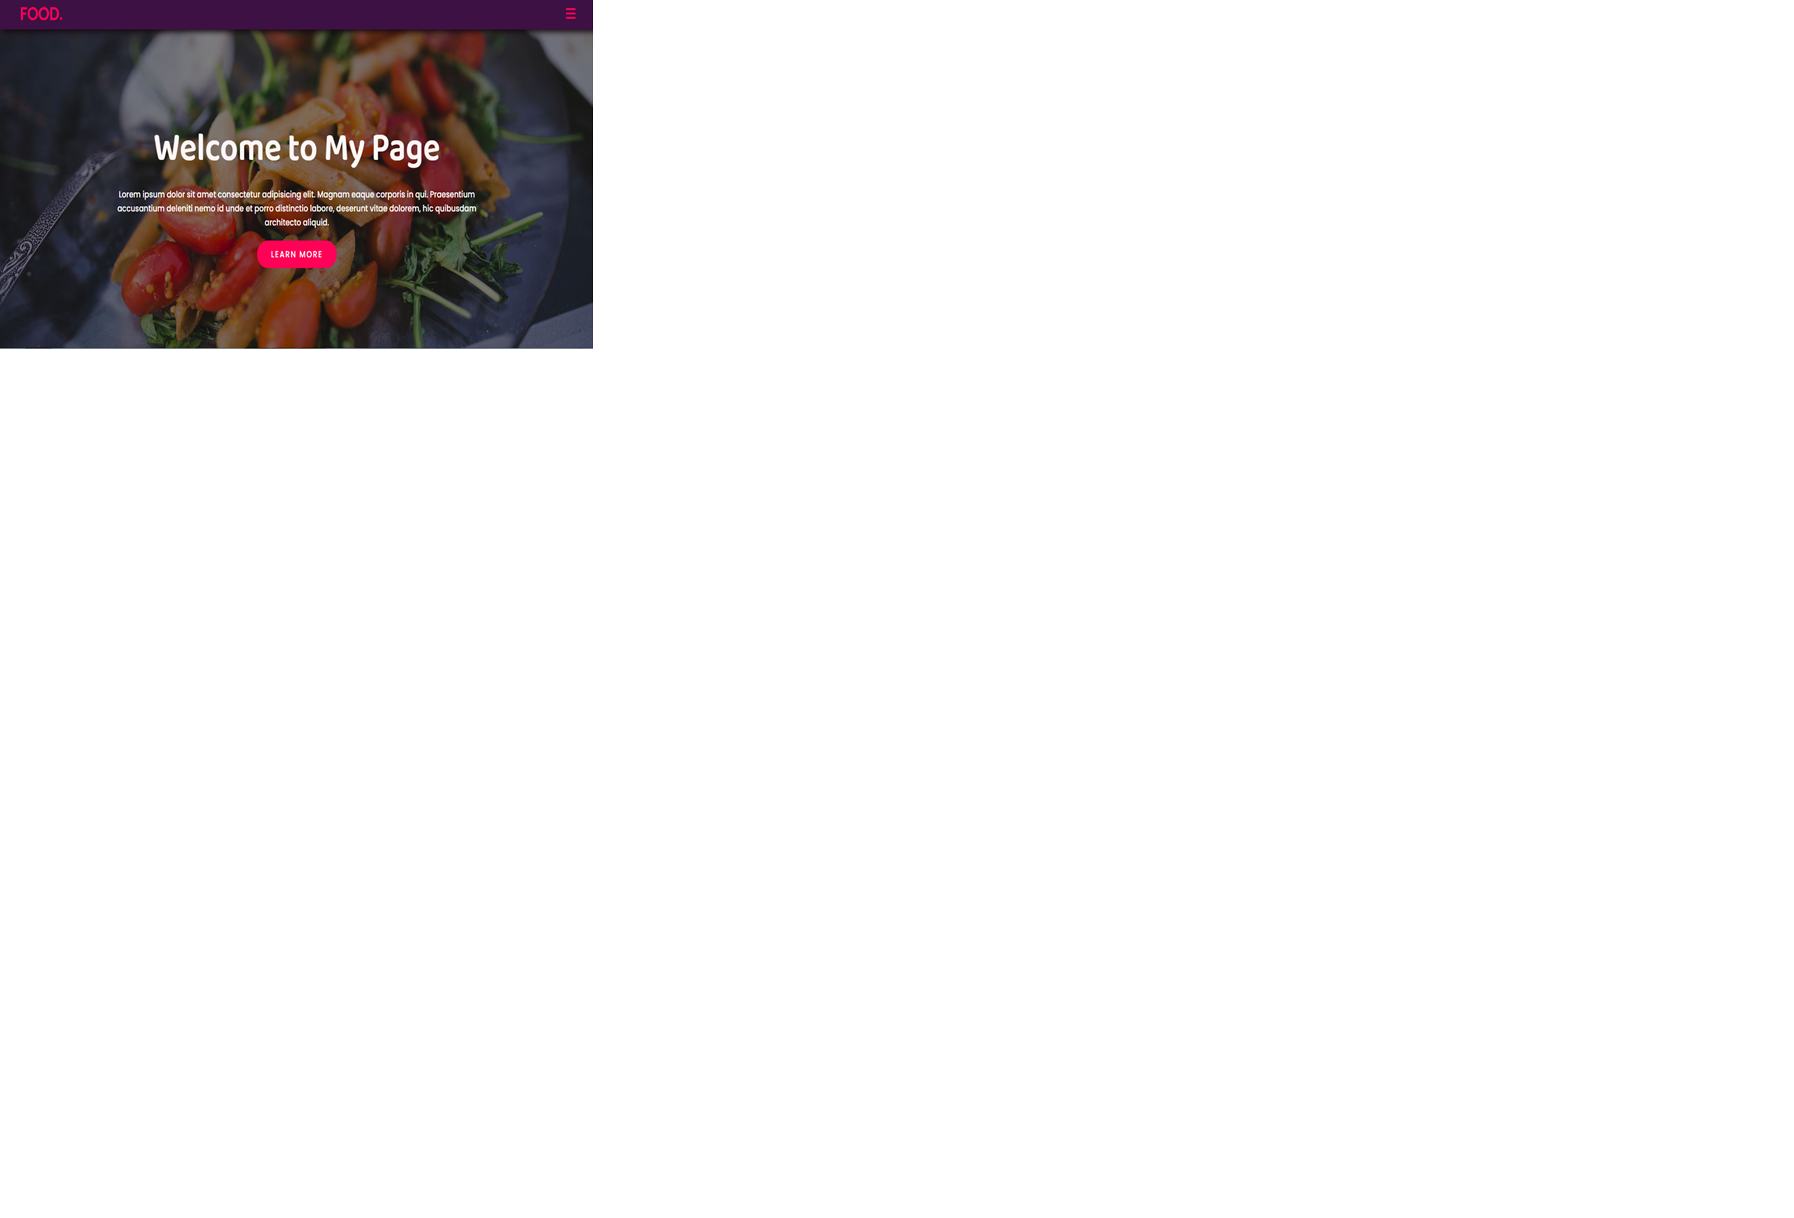 FOOD.
Welcome to My Page
Lorem ipsum dolor sit amet consectetur adipisicing elit. Magnam eaque corporis in qui. Praesentium
accusantium deleniti nemo id unde et porro distinctio labore, deserunt vitae dolorem, hic quibusdam
architecto aliquid.
LEARN MORE